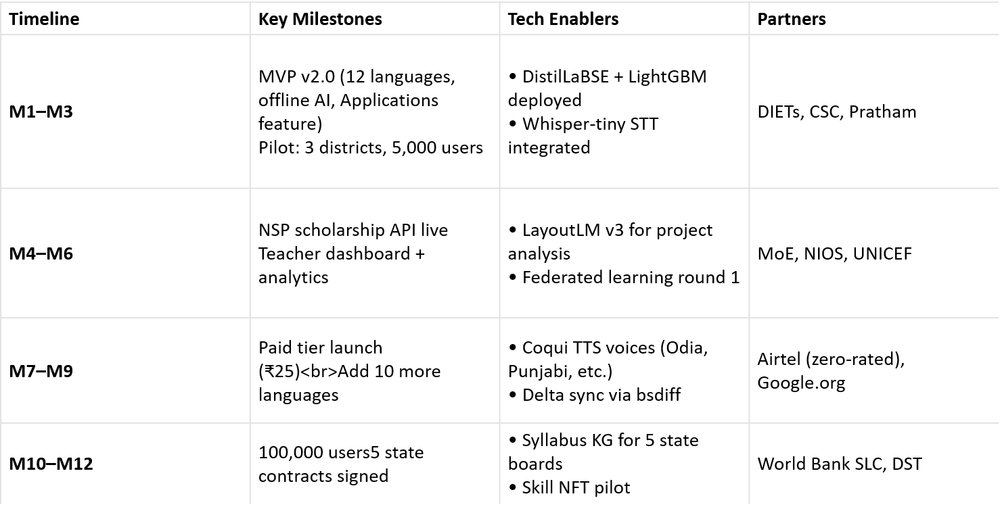 Timeline
Key Milestones
Tech Enablers
Partners
M1–M3
MVP v2.0 (12 languages,
offline AI, Applications
feature)
Pilot: 3 districts, 5,000 users
• DistilLaBSE + LightGBM
deployed
• Whisper-tiny STT
integrated
DIETs, CSC, Pratham
M4–M6
NSP scholarship API live
Teacher dashboard +
analytics
• LayoutLM v3 for project
analysis
• Federated learning round 1
MoE, NIOS, UNICEF
M7–M9
Paid tier launch
(₹25)<br>Add 10 more
languages
• Coqui TTS voices (Odia,
Punjabi, etc.)
• Delta sync via bsdiff
Airtel (zero-rated),
Google.org
M10–M12
100,000 users5 state
contracts signed
• Syllabus KG for 5 state
boards
• Skill NFT pilot
World Bank SLC, DST